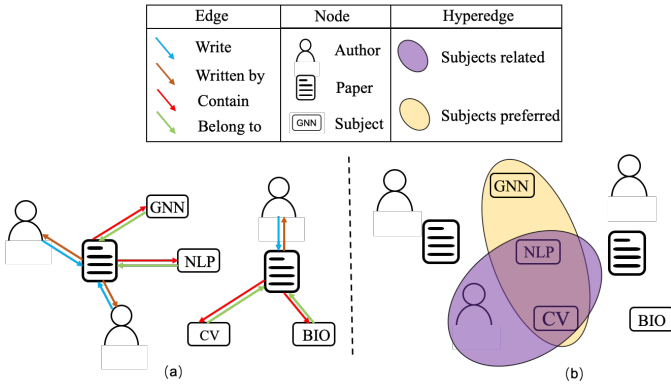 Edge Node Hyperedge
Write Author Subjects related
Written by Paper
Contain GNN Subject Subjects preferred
Belong to
GNN
NLP
CV BIO
(a)
GNN
NLP
CV
BIO
(b)